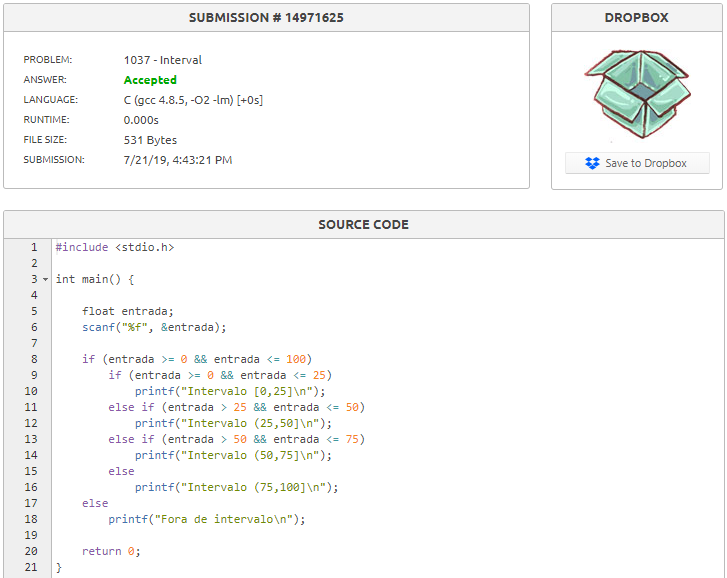 SUBMISSION # 14971625
PROBLEM: 1037 - Interval
ANSWER: Accepted
LANGUAGE: C (gcc 4.8.5, -O2 -lm) [+0s]
RUNTIME: 0.000s
FILE SIZE: 531 Bytes
SUBMISSION: 7/21/19, 4:43:21 PM
DROPBOX
Save to Dropbox
SOURCE CODE
1 #include <stdio.h>
2
3 int main() {
4
5     float entrada;
6     scanf("%f", &entrada);
7
8     if (entrada >= 0 && entrada <= 100)
9         if (entrada >= 0 && entrada <= 25)
10             printf("Intervalo [0,25]\n");
11         else if (entrada > 25 && entrada <= 50)
12             printf("Intervalo (25,50]\n");
13         else if (entrada > 50 && entrada <= 75)
14             printf("Intervalo (50,75]\n");
15         else
16             printf("Intervalo (75,100]\n");
17     else
18         printf("Fora de intervalo\n");
19
20     return 0;
21 }